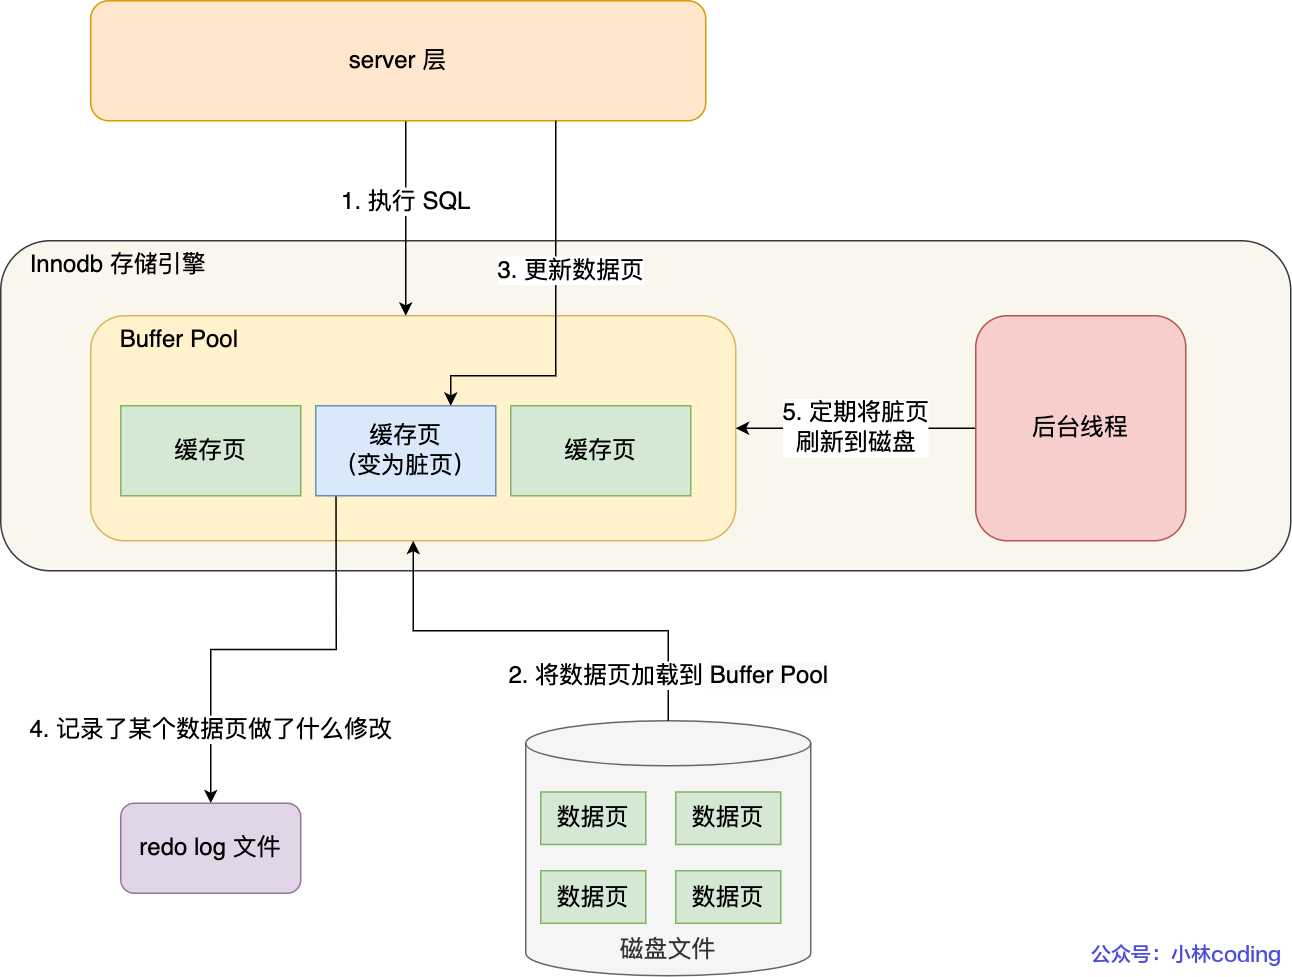 server 层
1. 执行 SQL
Innodb 存储引擎
3. 更新数据页
Buffer Pool
缓存页
缓存页
（变为脏页）
缓存页
5. 定期将脏页
刷新到磁盘
后台线程
2. 将数据页加载到 Buffer Pool
4. 记录了某个数据页做了什么修改
redo log 文件
数据页
数据页
数据页
数据页
磁盘文件
公众号：小林coding